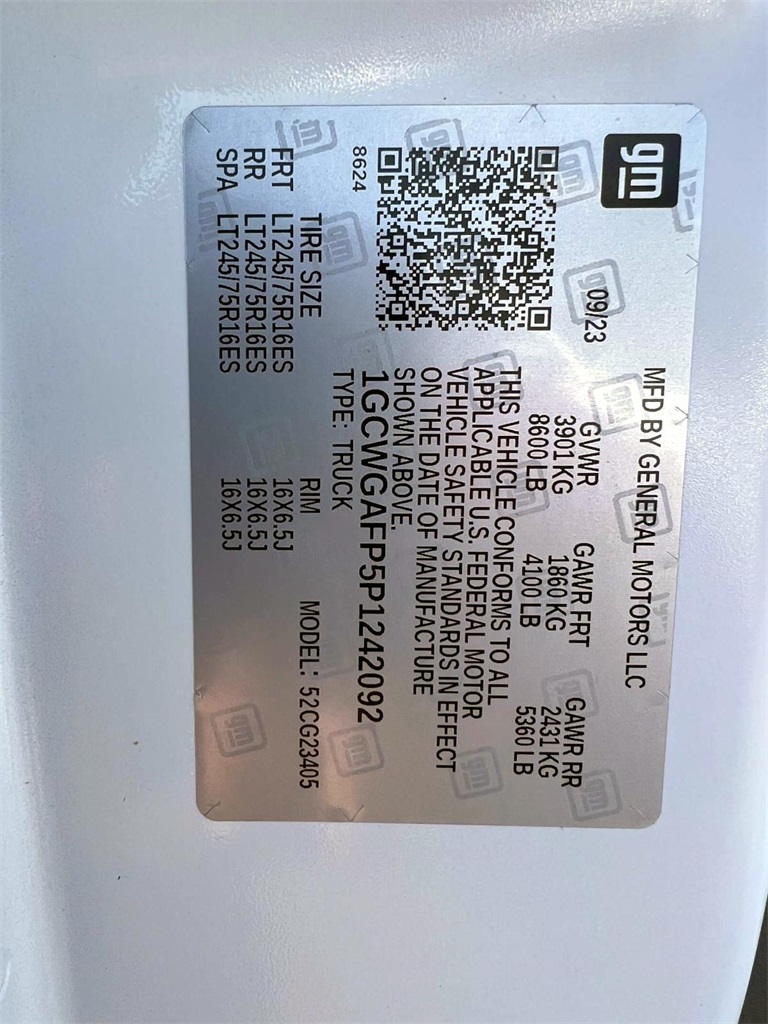 gm
MFD BY GENERAL MOTORS LLC
09/23
GVWR GAWR FRT GAWR RR
3901 KG 1860 KG 2431 KG
8600 LB 4100 LB 5360 LB
THIS VEHICLE CONFORMS TO ALL
APPLICABLE U.S. FEDERAL MOTOR
VEHICLE SAFETY STANDARDS IN EFFECT
ON THE DATE OF MANUFACTURE
SHOWN ABOVE.
1GCWGAFP5P1242092
TYPE: TRUCK
8624
MODEL: 52CG23405
TIRE SIZE RIM
FRT LT245/75R16ES 16X6.5J
RR LT245/75R16ES 16X6.5J
SPA LT245/75R16ES 16X6.5J